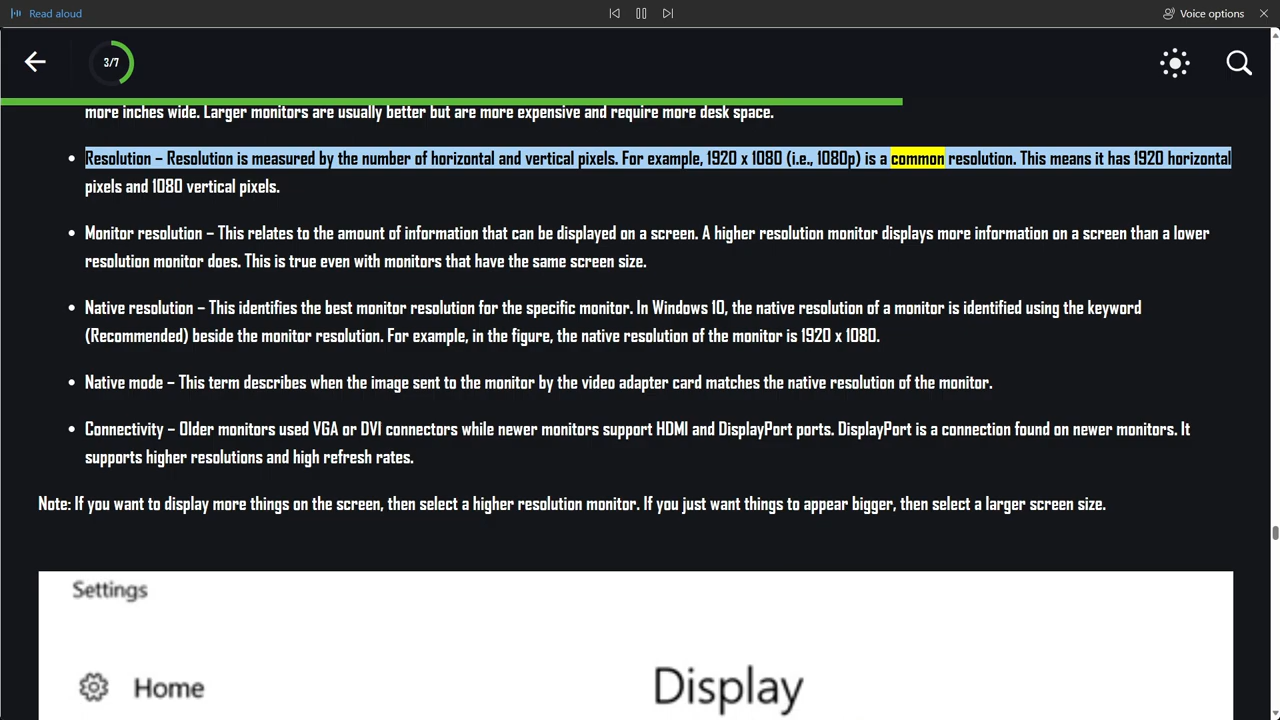 Read aloud
Voice options
3/7
more inches wide. Larger monitors are usually better but are more expensive and require more desk space.
• Resolution – Resolution is measured by the number of horizontal and vertical pixels. For example, 1920 x 1080 (i.e., 1080p) is a common resolution. This means it has 1920 horizontal
pixels and 1080 vertical pixels.
• Monitor resolution – This relates to the amount of information that can be displayed on a screen. A higher resolution monitor displays more information on a screen than a lower
resolution monitor does. This is true even with monitors that have the same screen size.
• Native resolution – This identifies the best monitor resolution for the specific monitor. In Windows 10, the native resolution of a monitor is identified using the keyword
(Recommended) beside the monitor resolution. For example, in the figure, the native resolution of the monitor is 1920 x 1080.
• Native mode – This term describes when the image sent to the monitor by the video adapter card matches the native resolution of the monitor.
• Connectivity – Older monitors used VGA or DVI connectors while newer monitors support HDMI and DisplayPort ports. DisplayPort is a connection found on newer monitors. It
supports higher resolutions and high refresh rates.
Note: If you want to display more things on the screen, then select a higher resolution monitor. If you just want things to appear bigger, then select a larger screen size.
Settings
Home
Display